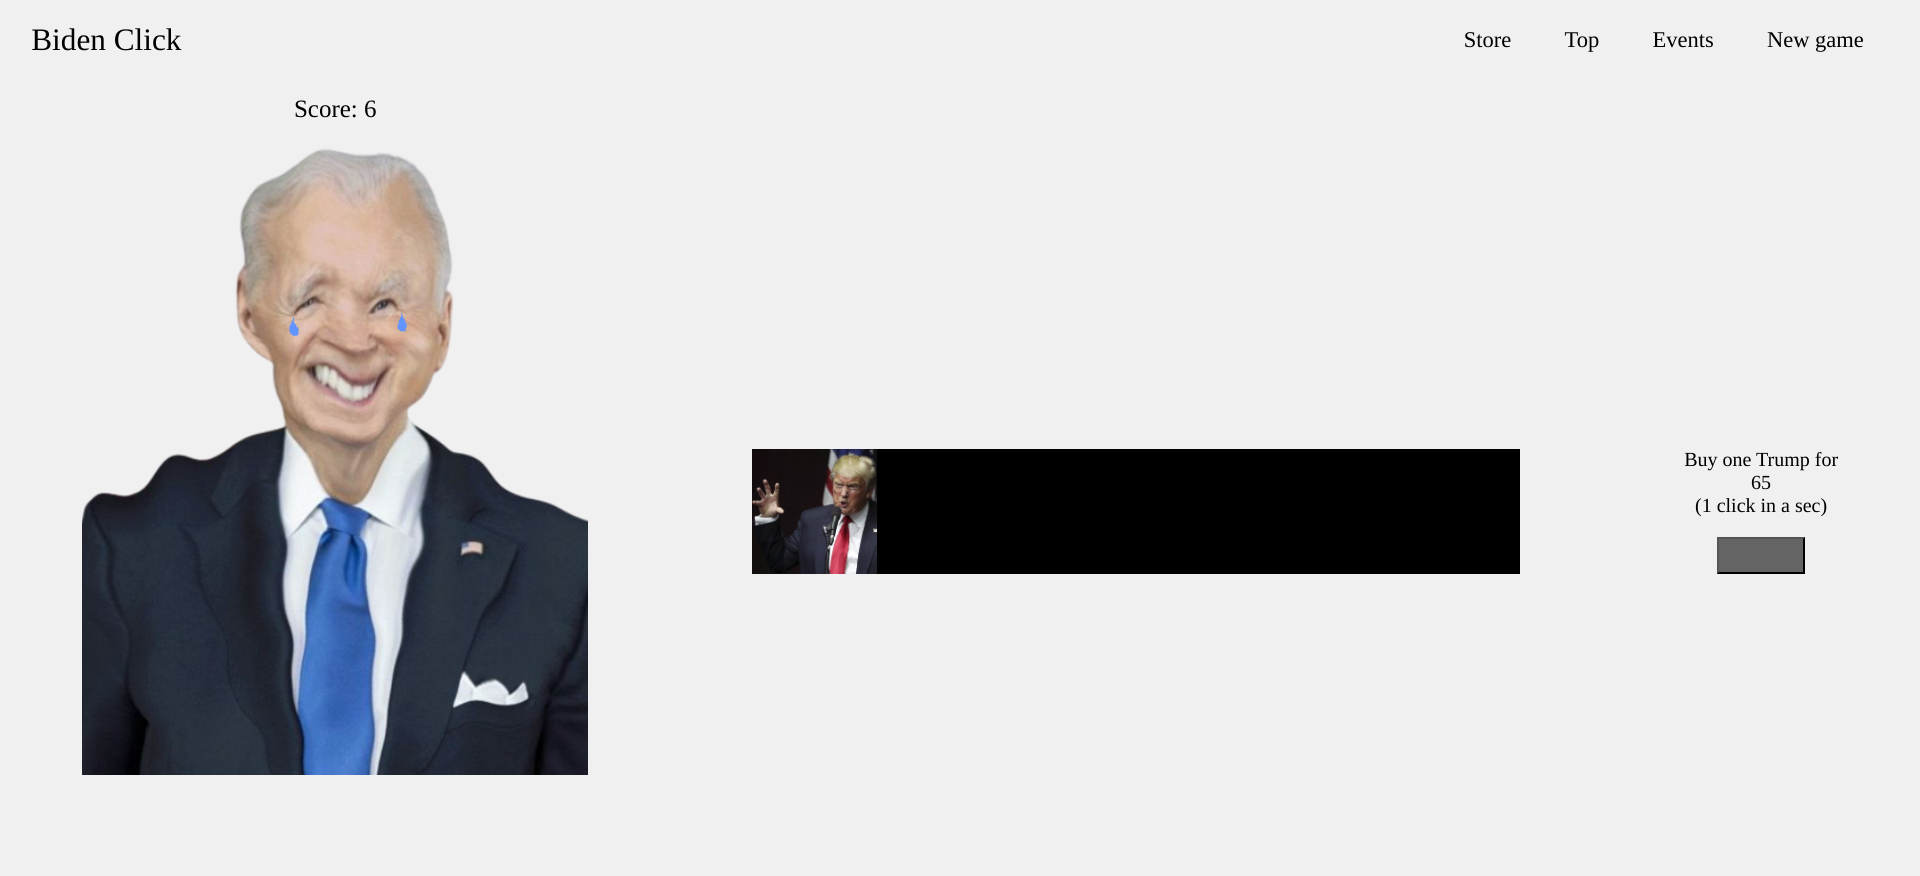 Biden Click
Store
Top
Events
New game
Score: 6
Buy one Trump for
65
(1 click in a sec)